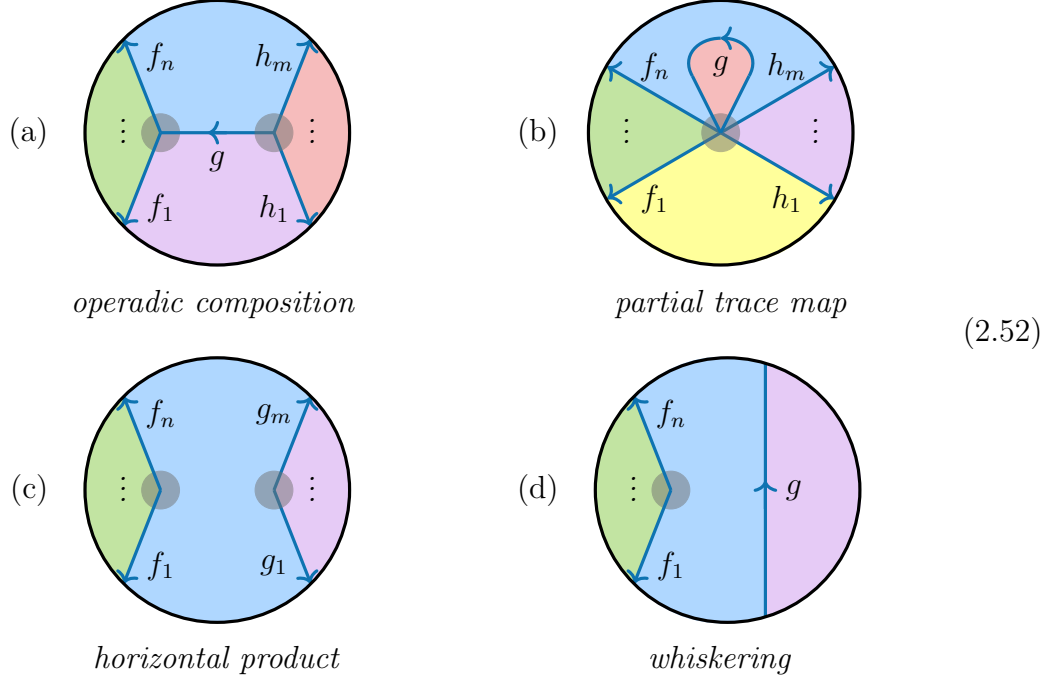 (a) f_n h_m ⋮ ⋮ g f_1 h_1
(b) f_n g h_m ⋮ ⋮ f_1 h_1
operadic composition
partial trace map
(2.52)
(c) f_n g_m ⋮ ⋮ f_1 g_1
(d) f_n ⋮ g f_1
horizontal product
whiskering